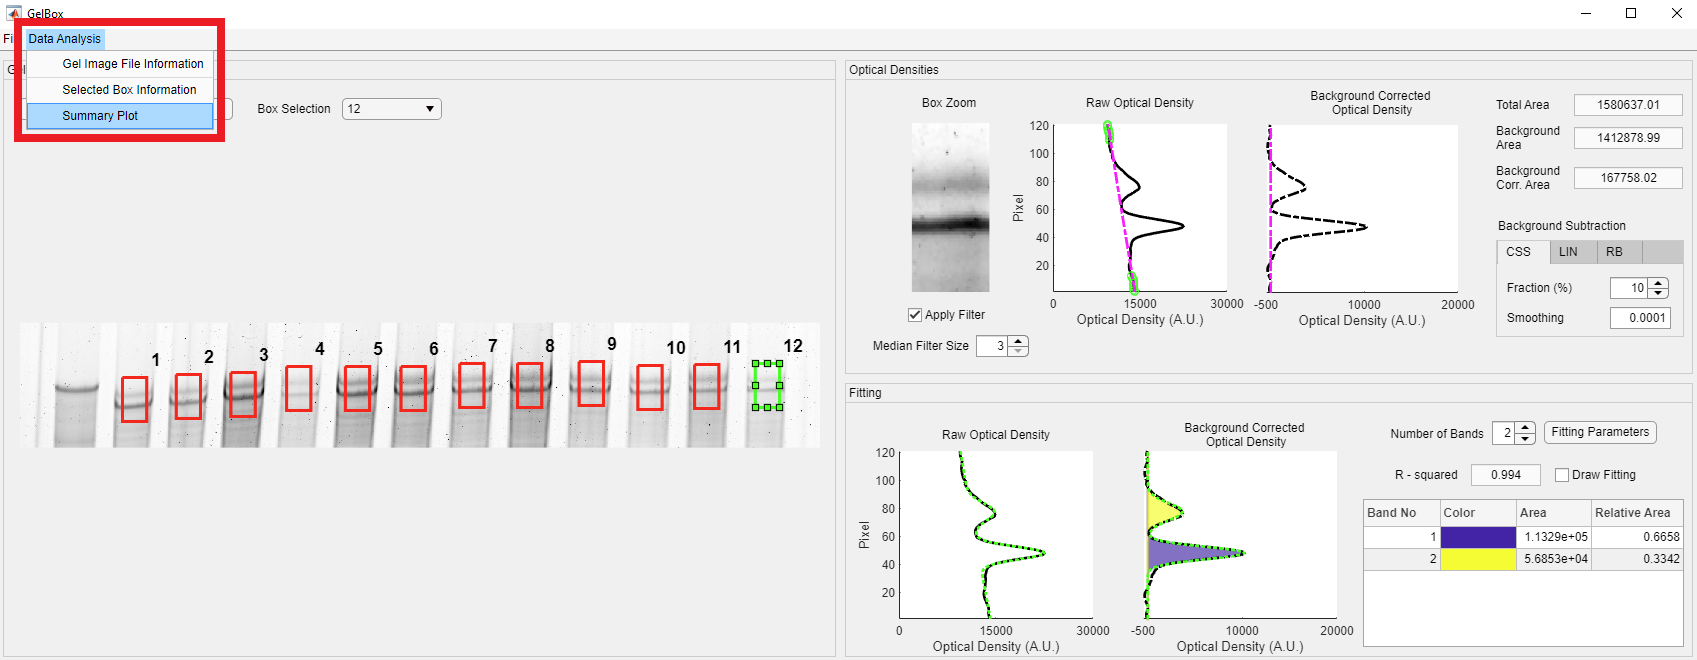 GelBox
Data Analysis
Gel Image File Information
Selected Box Information
Summary Plot
Box Selection
12
1
2
3
4
5
6
7
8
9
10
11
12
Optical Densities
Box Zoom
Apply Filter
Median Filter Size
3
Raw Optical Density
120
100
80
60
40
20
Pixel
0
15000
30000
Optical Density (A.U.)
Background Corrected
Optical Density
-500
10000
20000
Optical Density (A.U.)
Total Area
1580637.01
Background
Area
1412878.99
Background
Corr. Area
167758.02
Background Subtraction
CSS
LIN
RB
Fraction (%)
10
Smoothing
0.0001
Fitting
Raw Optical Density
120
100
80
60
40
20
Pixel
0
15000
30000
Optical Density (A.U.)
Background Corrected
Optical Density
-500
10000
20000
Optical Density (A.U.)
Number of Bands
2
Fitting Parameters
R - squared
0.994
Draw Fitting
Band No Color Area Relative Area
1 1.1329e+05 0.6658
2 5.6853e+04 0.3342